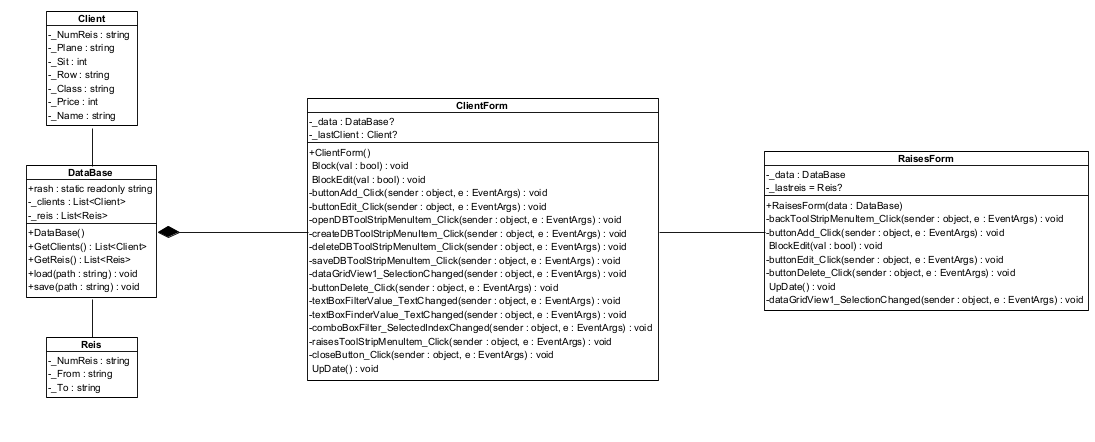 Client
-_NumReis : string
-_Plane : string
-_Sit : int
-_Row : string
-_Class : string
-_Price : int
-_Name : string
DataBase
+rash : static readonly string
-_clients : List<Client>
-_reis : List<Reis>
+DataBase()
+GetClients() : List<Client>
+GetReis() : List<Reis>
+load(path : string) : void
+save(path : string) : void
Reis
-_NumReis : string
-_From : string
-_To : string
ClientForm
-_data : DataBase?
-_lastClient : Client?
+ClientForm()
Block(val : bool) : void
BlockEdit(val : bool) : void
-buttonAdd_Click(sender : object, e : EventArgs) : void
-buttonEdit_Click(sender : object, e : EventArgs) : void
-openDBToolStripMenuItem_Click(sender : object, e : EventArgs) : void
-createDBToolStripMenuItem_Click(sender : object, e : EventArgs) : void
-deleteDBToolStripMenuItem_Click(sender : object, e : EventArgs) : void
-saveDBToolStripMenuItem_Click(sender : object, e : EventArgs) : void
-dataGridView1_SelectionChanged(sender : object, e : EventArgs) : void
-buttonDelete_Click(sender : object, e : EventArgs) : void
-textBoxFilterValue_TextChanged(sender : object, e : EventArgs) : void
-textBoxFinderValue_TextChanged(sender : object, e : EventArgs) : void
-comboBoxFilter_SelectedIndexChanged(sender : object, e : EventArgs) : void
-raisesToolStripMenuItem_Click(sender : object, e : EventArgs) : void
-closeButton_Click(sender : object, e : EventArgs) : void
UpDate() : void
RaisesForm
-_data : DataBase
-_lastreis = Reis?
+RaisesForm(data : DataBase)
-backToolStripMenuItem_Click(sender : object, e : EventArgs) : void
-buttonAdd_Click(sender : object, e : EventArgs) : void
BlockEdit(val : bool) : void
-buttonEdit_Click(sender : object, e : EventArgs) : void
-buttonDelete_Click(sender : object, e : EventArgs) : void
UpDate() : void
-dataGridView1_SelectionChanged(sender : object, e : EventArgs) : void